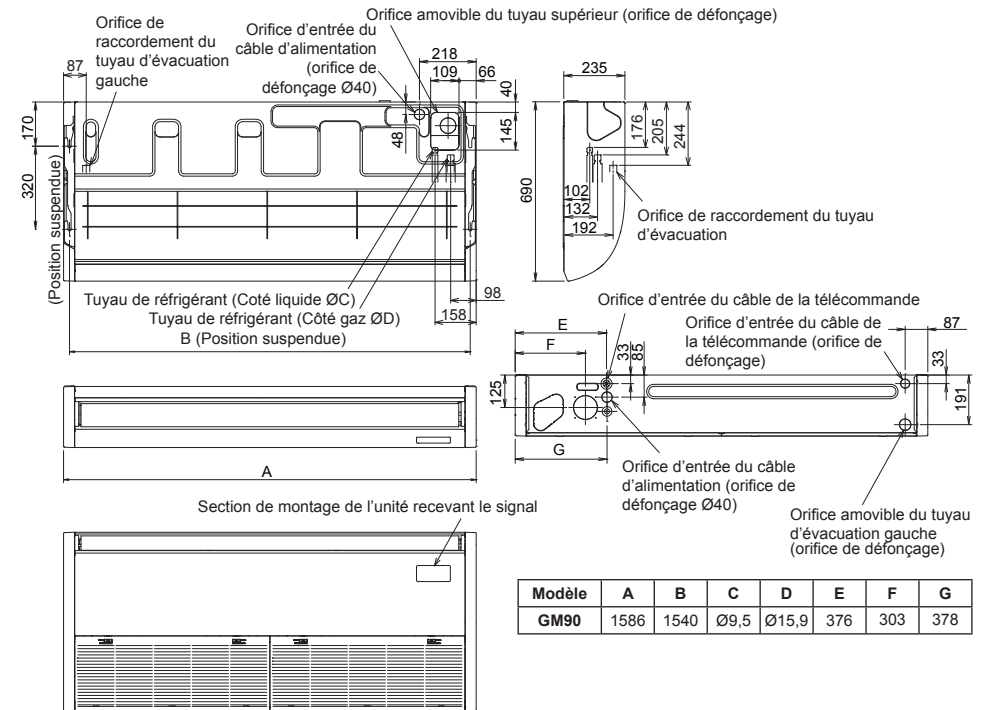 Orifice amovible du tuyau supérieur (orifice de défonçage)
Orifice de
raccordement du
tuyau d'évacuation
gauche
Orifice d'entrée du
câble d'alimentation
(orifice de
défonçage Ø40)
87
218
109
66
40
145
48
170
320
(Position suspendue)
Tuyau de réfrigérant (Coté liquide ØC)
Tuyau de réfrigérant (Côté gaz ØD)
B (Position suspendue)
98
158
235
176
205
244
690
102
132
192
Orifice de raccordement du tuyau
d'évacuation
A
Orifice d'entrée du câble de la télécommande
Orifice d'entrée du câble de
la télécommande (orifice de
défonçage)
E
F
33
85
87
33
125
191
G
Orifice d'entrée du câble
d'alimentation (orifice de
défonçage Ø40)
Orifice amovible du tuyau
d'évacuation gauche
(orifice de défonçage)
Section de montage de l'unité recevant le signal
Modèle A B C D E F G
GM90 1586 1540 Ø9,5 Ø15,9 376 303 378